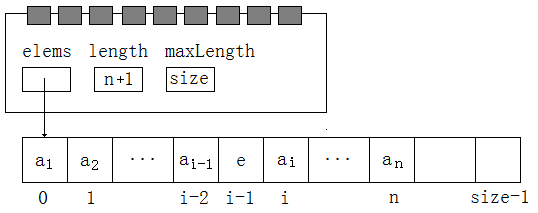 elems length maxLength
n+1 size
a1 a2 ··· ai-1 e ai ··· an
0 1 i-2 i-1 i n size-1